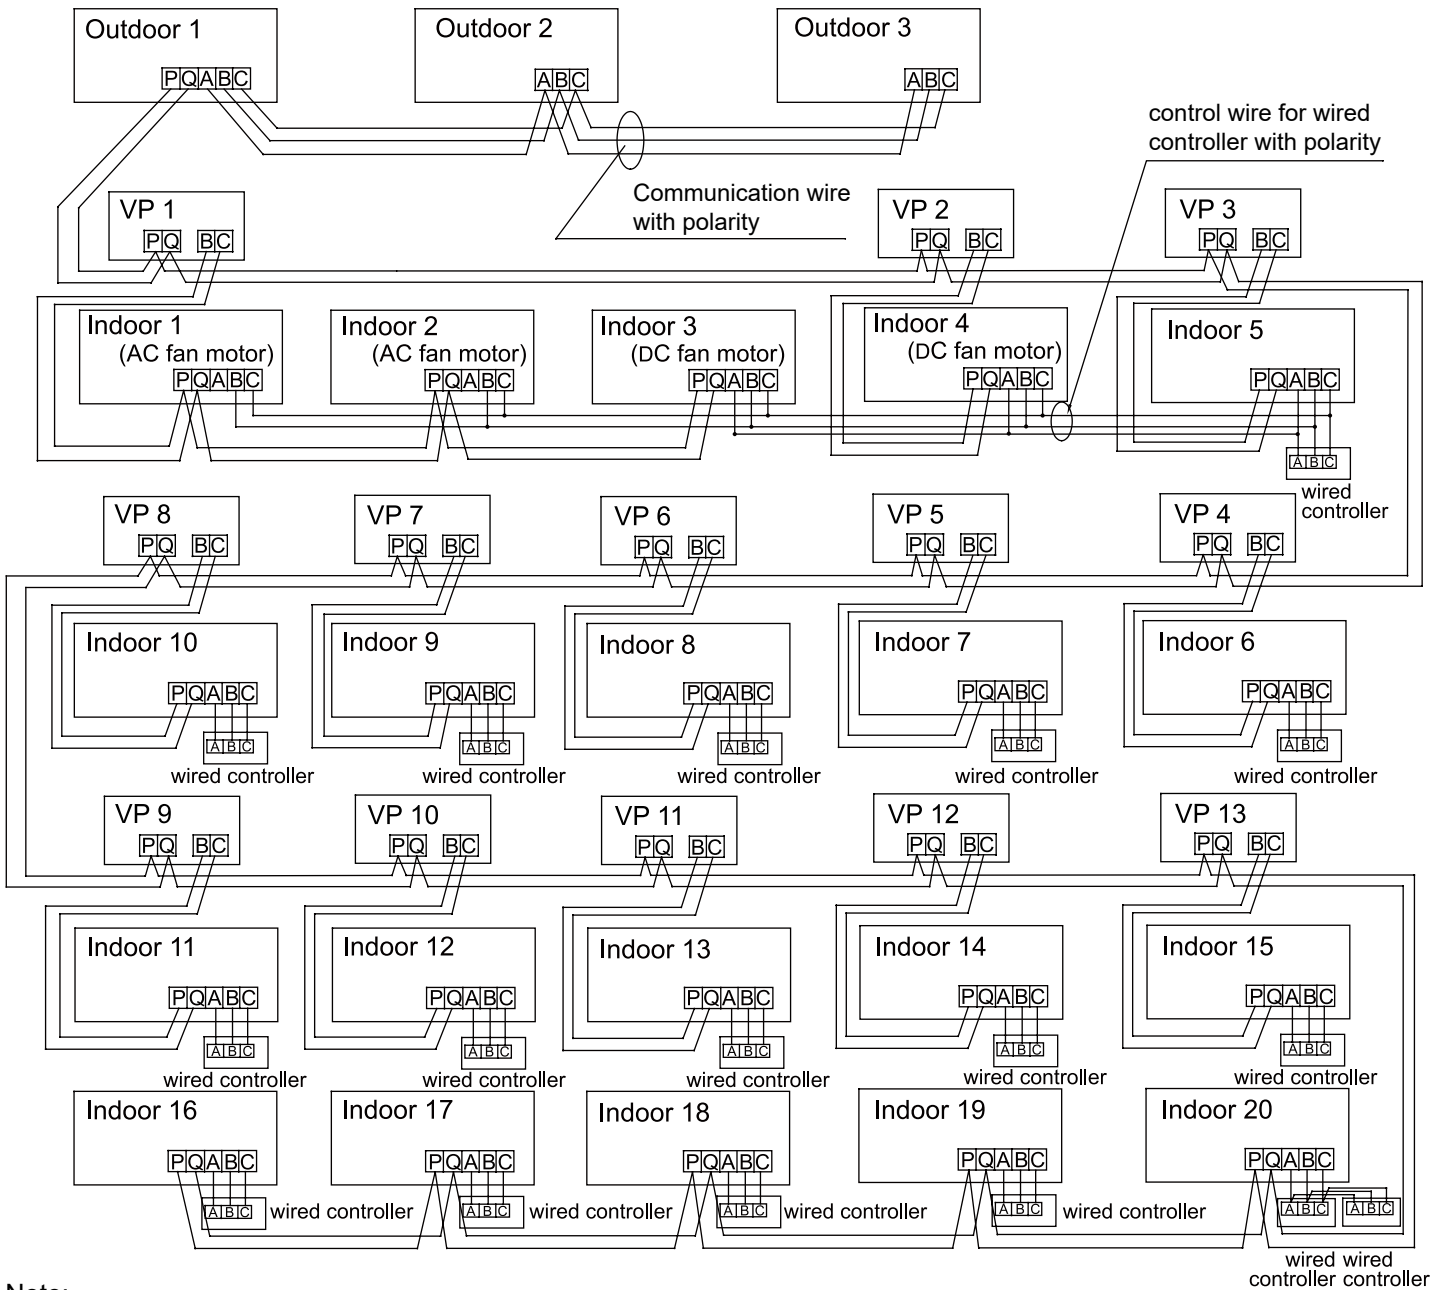 Outdoor 1
Outdoor 2
Outdoor 3
PQABC
ABC
ABC
control wire for wired
controller with polarity
Communication wire
with polarity
VP 1
VP 2
VP 3
PQ BC
PQ BC
PQ BC
Indoor 1
(AC fan motor)
Indoor 2
(AC fan motor)
Indoor 3
(DC fan motor)
Indoor 4
(DC fan motor)
Indoor 5
PQABC
PQABC
PQABC
PQABC
PQABC
ABC
wired
controller
VP 8
VP 7
VP 6
VP 5
VP 4
PQ BC
PQ BC
PQ BC
PQ BC
PQ BC
Indoor 10
Indoor 9
Indoor 8
Indoor 7
Indoor 6
PQABC
PQABC
PQABC
PQABC
PQABC
ABC
ABC
ABC
ABC
ABC
wired controller
wired controller
wired controller
wired controller
wired controller
VP 9
VP 10
VP 11
VP 12
VP 13
PQ BC
PQ BC
PQ BC
PQ BC
PQ BC
Indoor 11
Indoor 12
Indoor 13
Indoor 14
Indoor 15
PQABC
PQABC
PQABC
PQABC
PQABC
ABC
ABC
ABC
ABC
ABC
wired controller
wired controller
wired controller
wired controller
wired controller
Indoor 16
Indoor 17
Indoor 18
Indoor 19
Indoor 20
PQABC
PQABC
PQABC
PQABC
PQABC
ABC
wired controller
ABC
wired controller
ABC
wired controller
ABC
wired controller
ABC
ABC
wired wired
controller controller